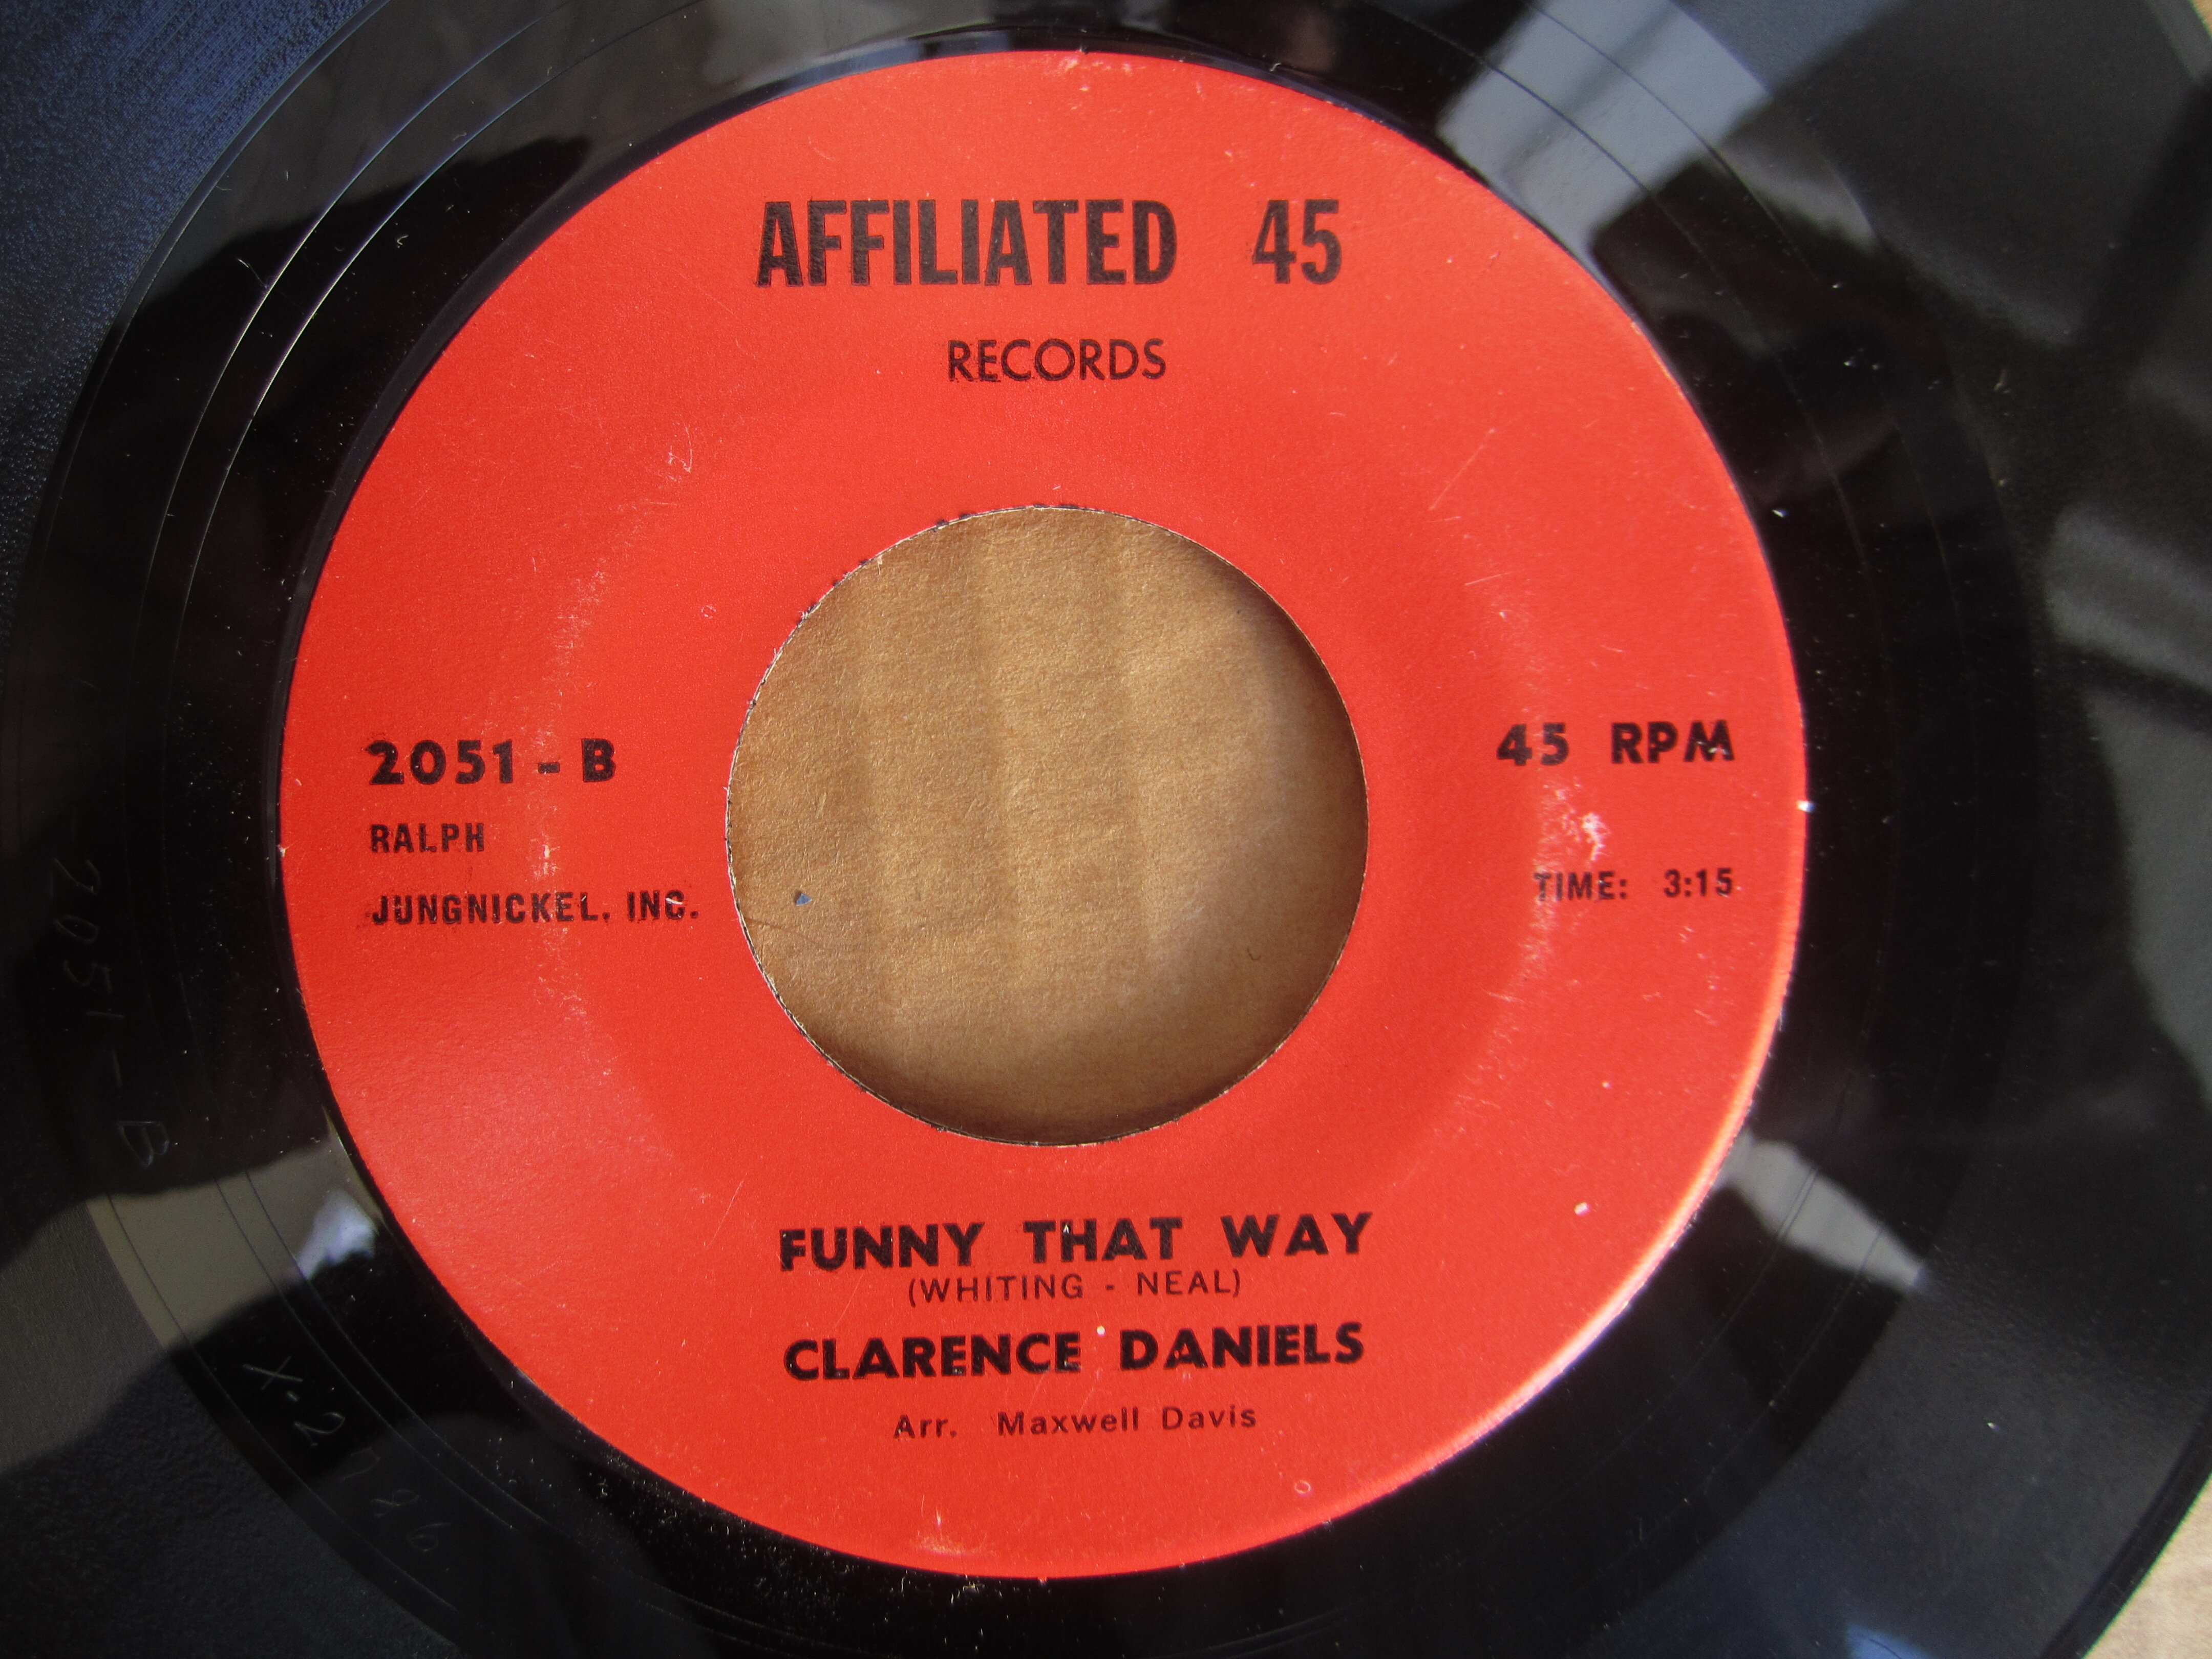 AFFILIATED 45
RECORDS
2051 - B
RALPH
JUNGNICKEL, INC.
45 RPM
TIME: 3:15
FUNNY THAT WAY
(WHITING - NEAL)
CLARENCE DANIELS
Arr. Maxwell Davis
2051-B